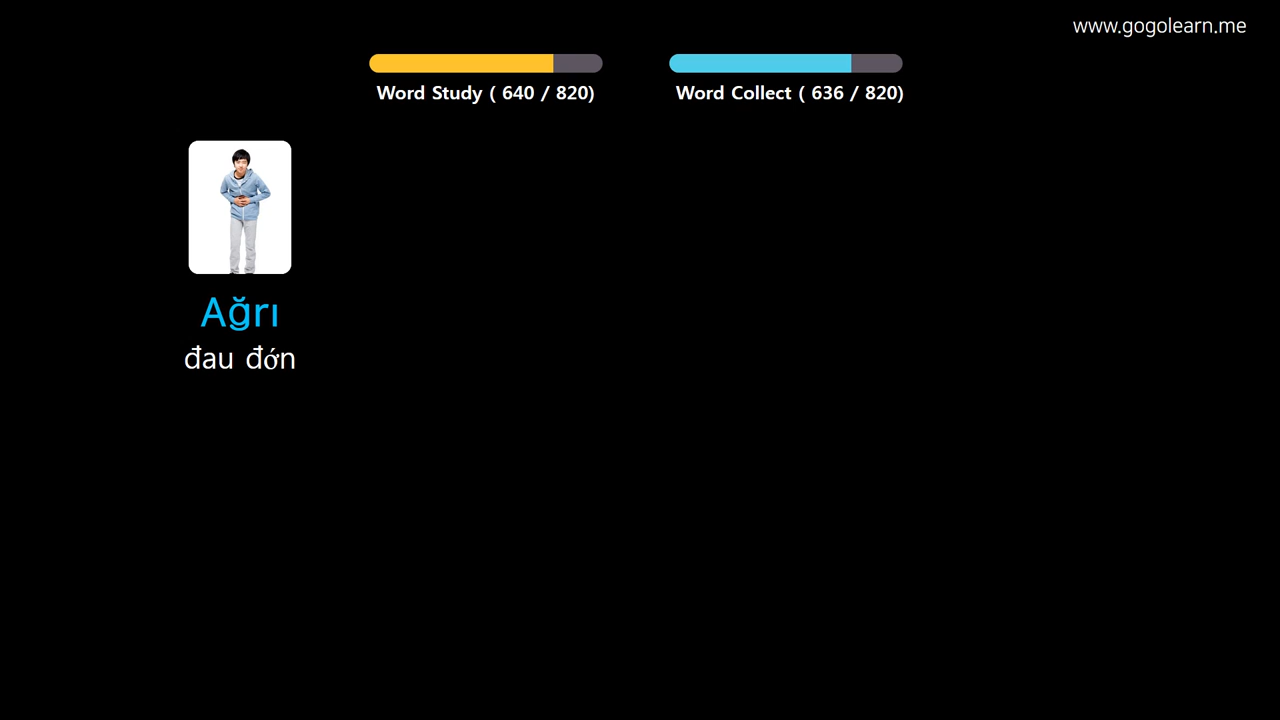 www.gogolearn.me
Word Study ( 640 / 820)
Word Collect ( 636 / 820)
Ağrı
đau đớn